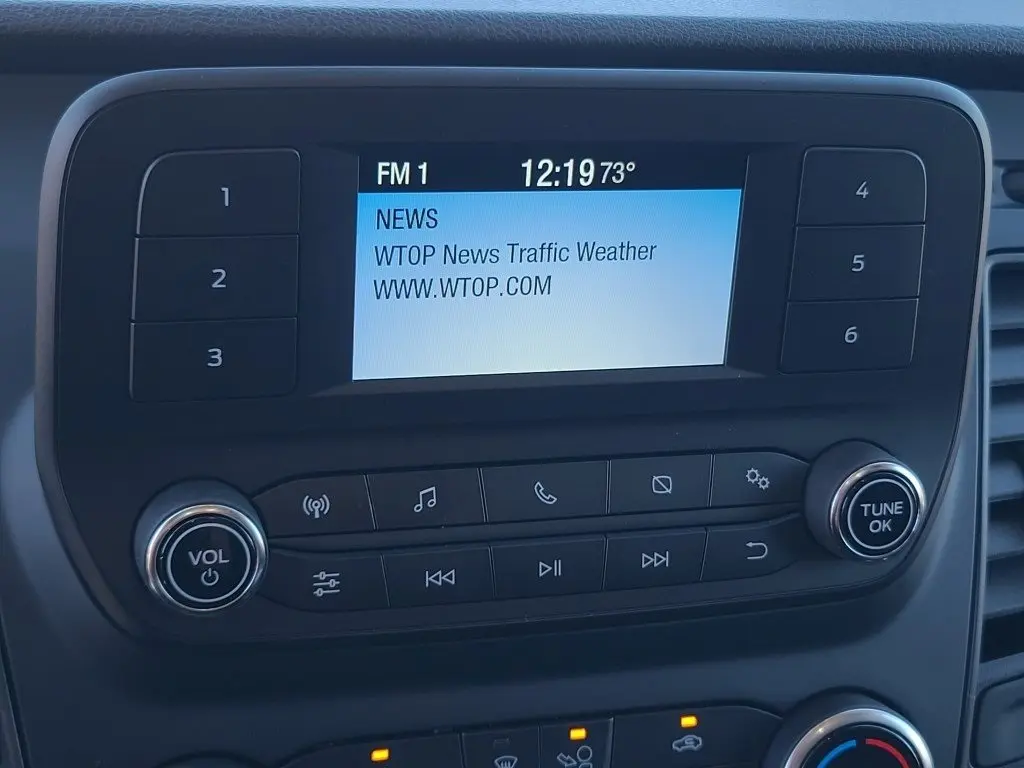 FM 1 12:19 73°
NEWS
WTOP News Traffic Weather
WWW.WTOP.COM
1
2
3
4
5
6
VOL
TUNE
OK